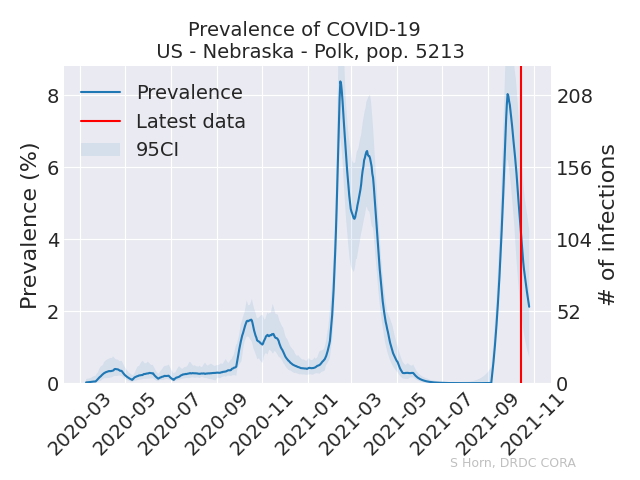 Prevalence of COVID-19
US - Nebraska - Polk, pop. 5213
Prevalence
Latest data
95CI
Prevalence (%)
8
6
4
2
0
208
156
104
52
0
# of infections
2020-03
2020-05
2020-07
2020-09
2020-11
2021-01
2021-03
2021-05
2021-07
2021-09
2021-11
S Horn, DRDC CORA